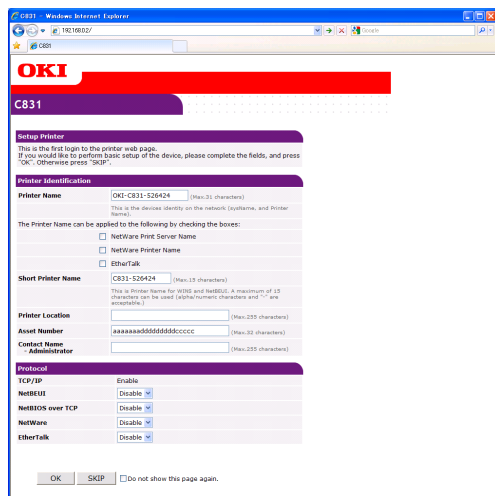 C831 - Windows Internet Explorer
192.168.0.2/
Google
C831
OKI
C831
Setup Printer
This is the first login to the printer web page.
If you would like to perform basic setup of the device, please complete the fields, and press
"OK". Otherwise press "SKIP".
Printer Identification
Printer Name OKI-C831-526424 (Max.31 characters)
This is the devices identity on the network (sysName, and Printer
Name).
The Printer Name can be applied to the following by checking the boxes:
NetWare Print Server Name
NetWare Printer Name
EtherTalk
Short Printer Name C831-526424 (Max.15 characters)
This is Printer Name for WINS and NetBEUI. A maximum of 15
characters can be used (alpha/numeric characters and "-" are
acceptable.)
Printer Location (Max.255 characters)
Asset Number aaaaaaadddddddddccccc (Max.32 characters)
Contact Name
- Administrator (Max.255 characters)
Protocol
TCP/IP Enable
NetBEUI Disable
NetBIOS over TCP Disable
NetWare Disable
EtherTalk Disable
OK SKIP Do not show this page again.